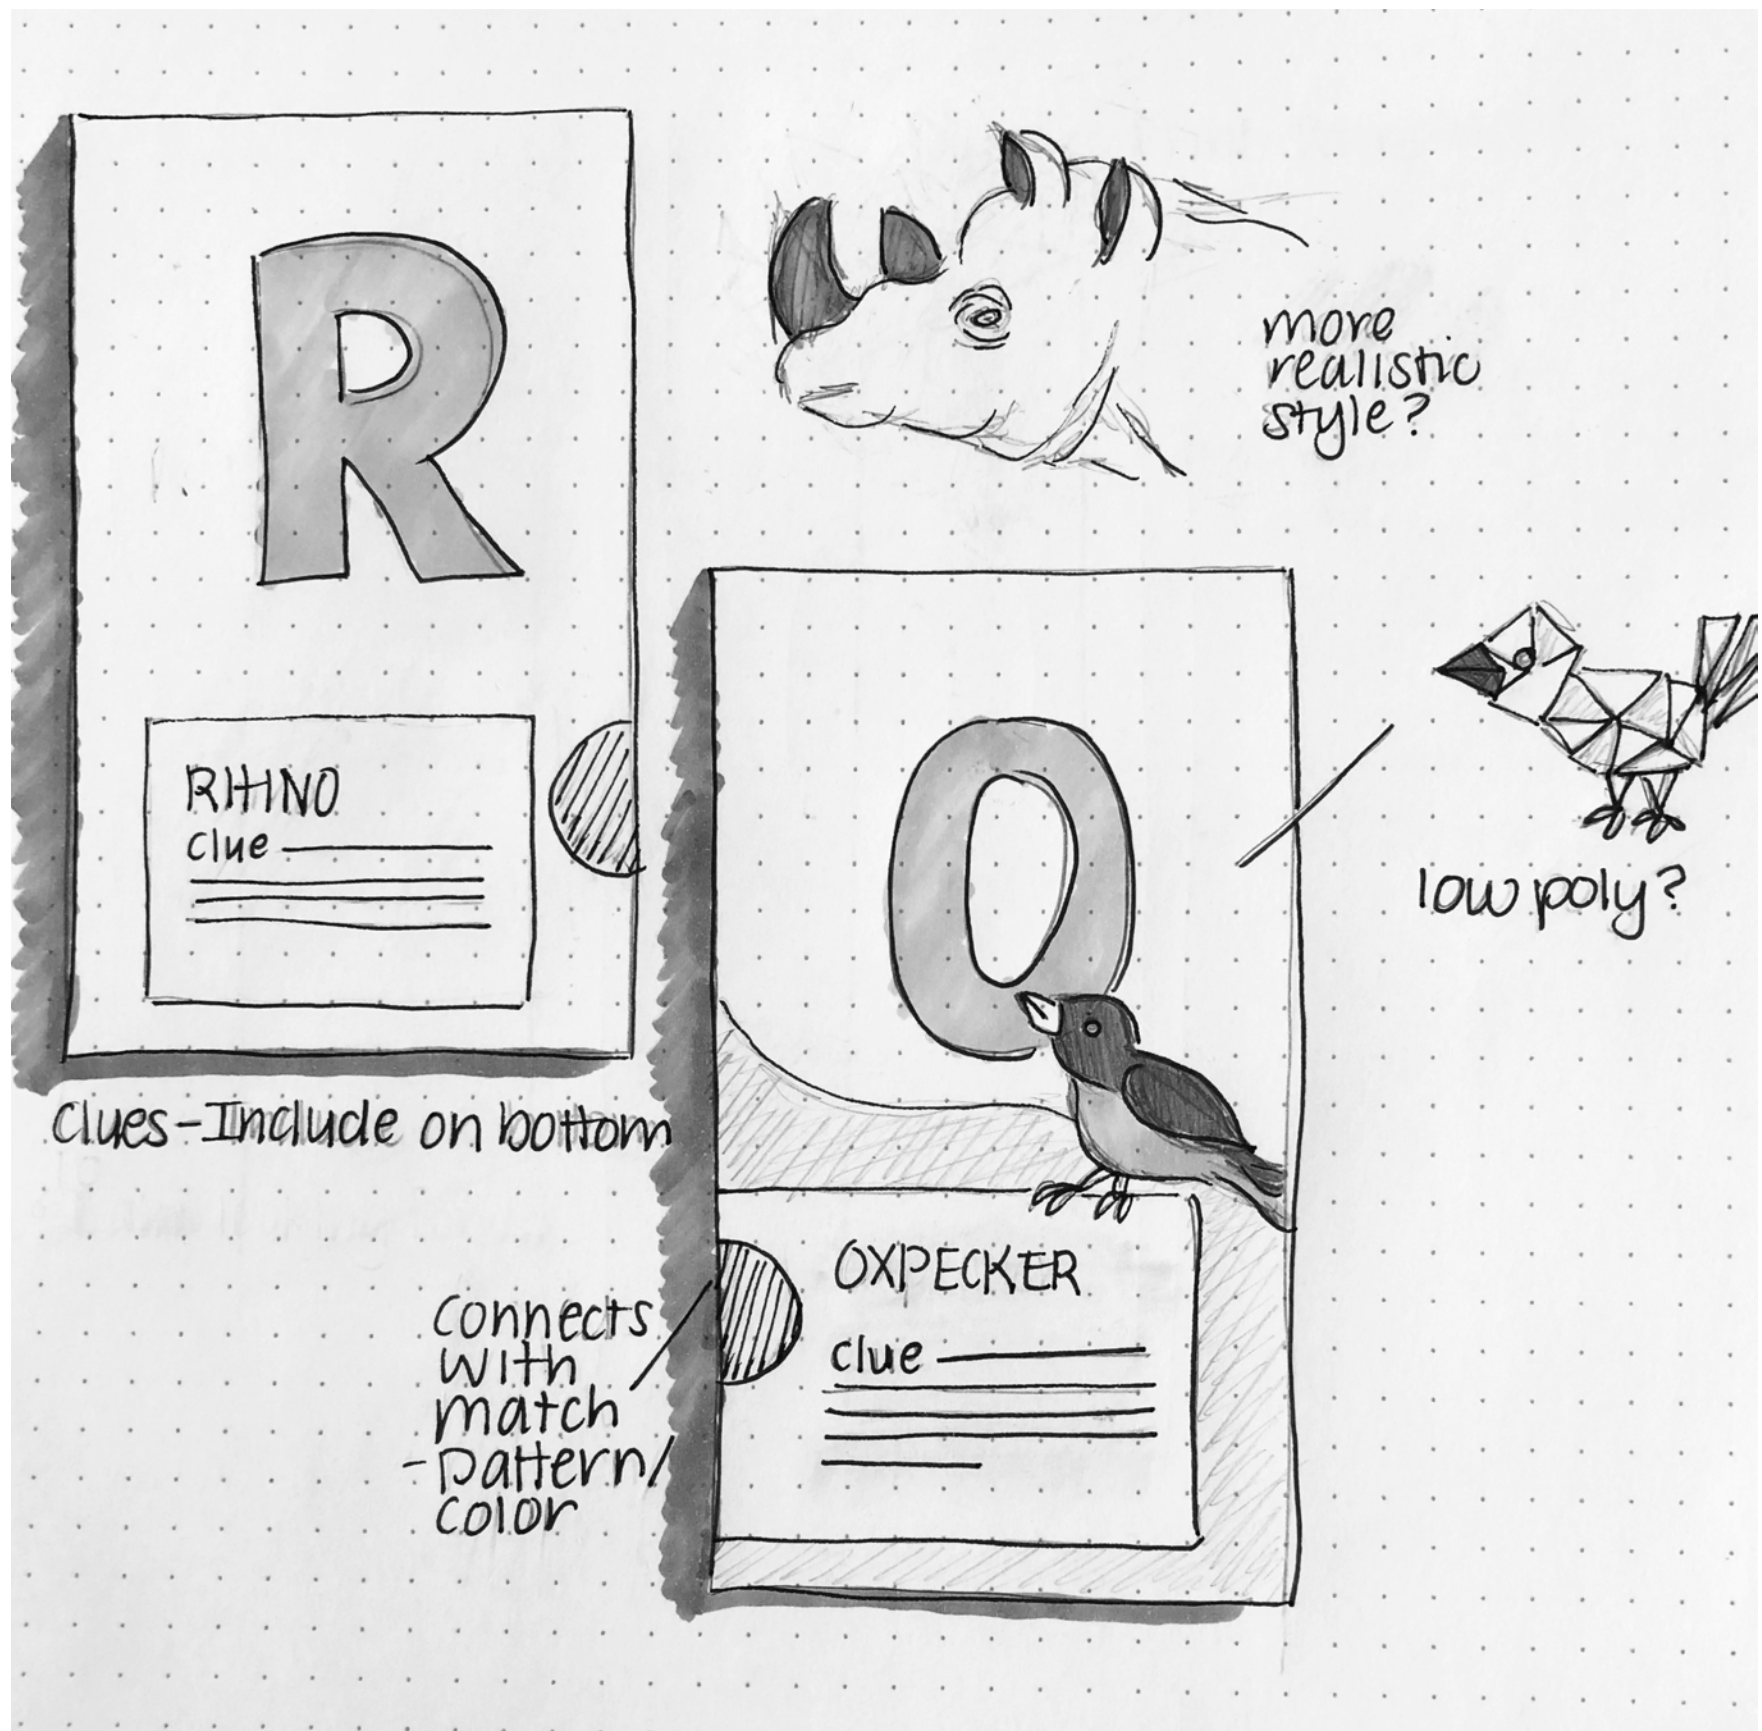 R
RHINO
clue
Clues-Include on bottom
more
realistic
style?
O
OXPECKER
clue
low poly?
connects
with
match
-pattern/
color